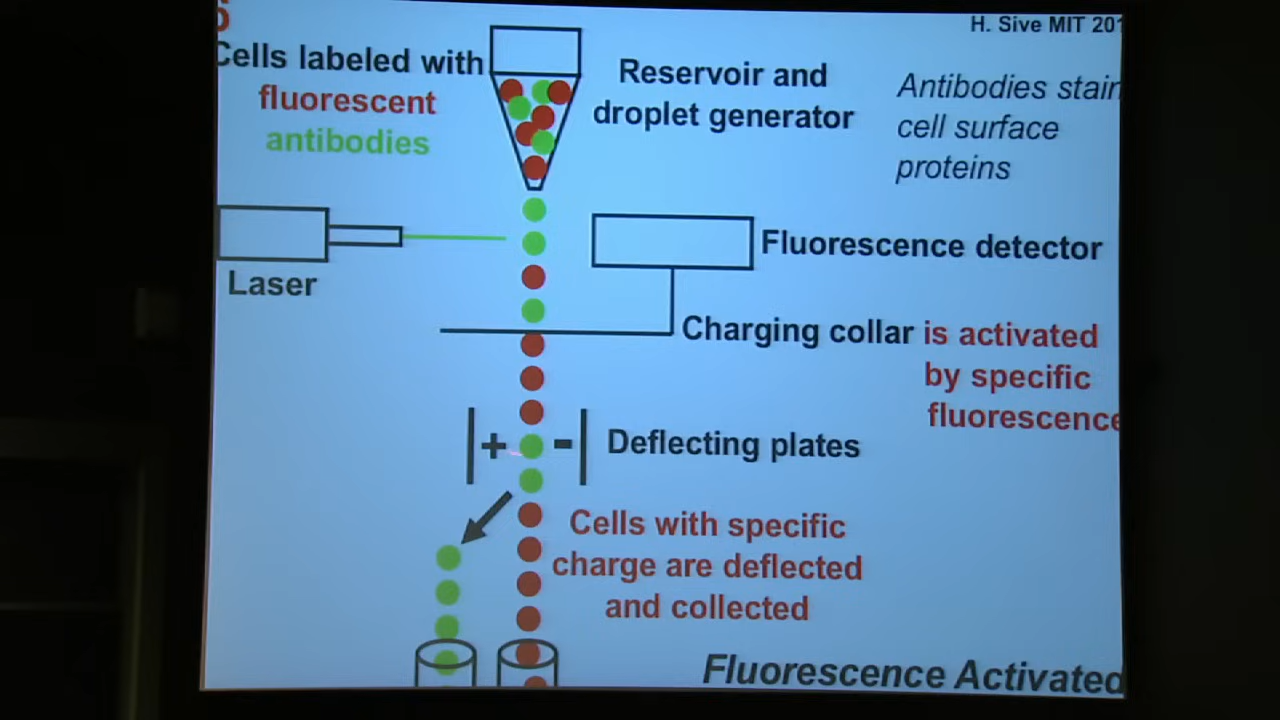 6
H. Sive MIT 201
Cells labeled with
fluorescent
antibodies
Reservoir and
droplet generator
Antibodies stain
cell surface
proteins
Laser
Fluorescence detector
Charging collar is activated
by specific
fluorescence
+ -
Deflecting plates
Cells with specific
charge are deflected
and collected
Fluorescence Activated